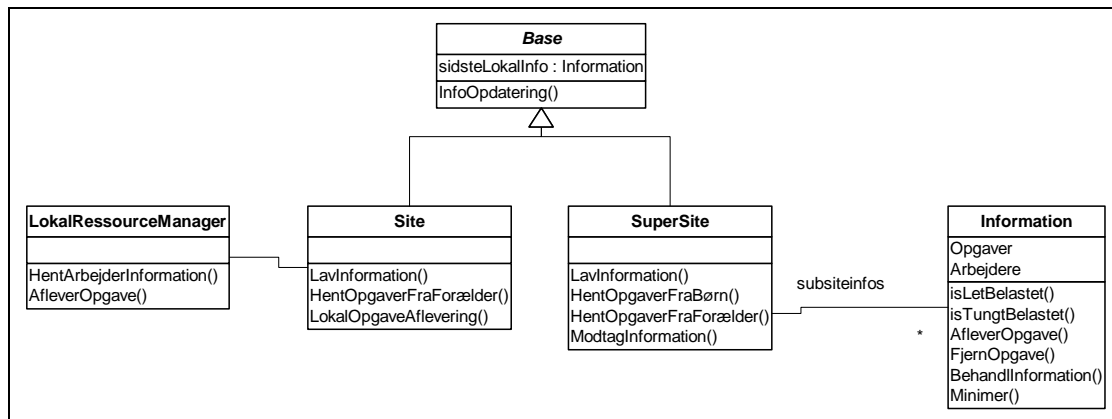 Base
sidsteLokalInfo : Information
InfoOpdatering()
LokalRessourceManager
HentArbejderInformation()
AfleverOpgave()
Site
LavInformation()
HentOpgaverFraForælder()
LokalOpgaveAflevering()
SuperSite
LavInformation()
HentOpgaverFraBørn()
HentOpgaverFraForælder()
ModtagInformation()
subsiteinfos
*
Information
Opgaver
Arbejdere
isLetBelastet()
isTungtBelastet()
AfleverOpgave()
FjernOpgave()
BehandlInformation()
Minimer()